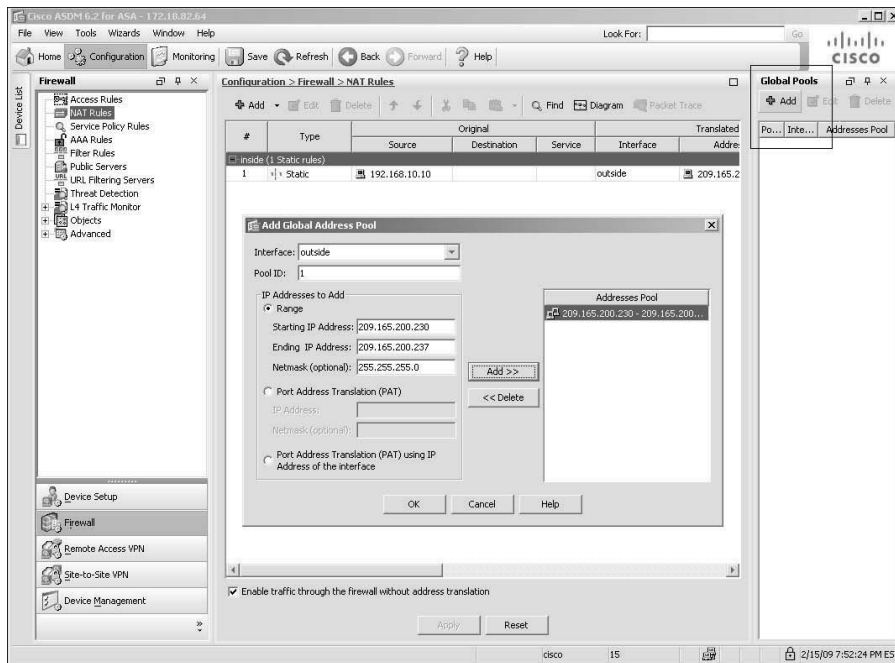 Cisco ASDM 6.2 for ASA - 172.18.82.64
File View Tools Wizards Window Help
Look For:
Go
Home Configuration Monitoring Save Refresh Back Forward Help
CISCO
Device List
Firewall
Access Rules
NAT Rules
Service Policy Rules
AAA Rules
Filter Rules
Public Servers
URL Filtering Servers
Threat Detection
L4 Traffic Monitor
Objects
Advanced
Device Setup
Firewall
Remote Access VPN
Site-to-Site VPN
Device Management
Configuration > Firewall > NAT Rules
Add Edit Delete Find Diagram Packet Trace
# Type Original Translated
Source Destination Service Interface Addre
inside (1 Static rules)
1 Static 192.168.10.10 outside 209.165.2
Add Global Address Pool
Interface: outside
Pool ID: 1
IP Addresses to Add
Range
Starting IP Address: 209.165.200.230
Ending IP Address: 209.165.200.237
Netmask (optional): 255.255.255.0
Port Address Translation (PAT)
IP Address:
Netmask (optional):
Port Address Translation (PAT) using IP
Address of the interface
Add >>
<< Delete
Addresses Pool
209.165.200.230 - 209.165.200...
OK Cancel Help
Enable traffic through the firewall without address translation
Apply Reset
Global Pools
Add Edit Delete
Po... Inte... Addresses Pool
cisco 15 2/15/09 7:52:24 PM ES